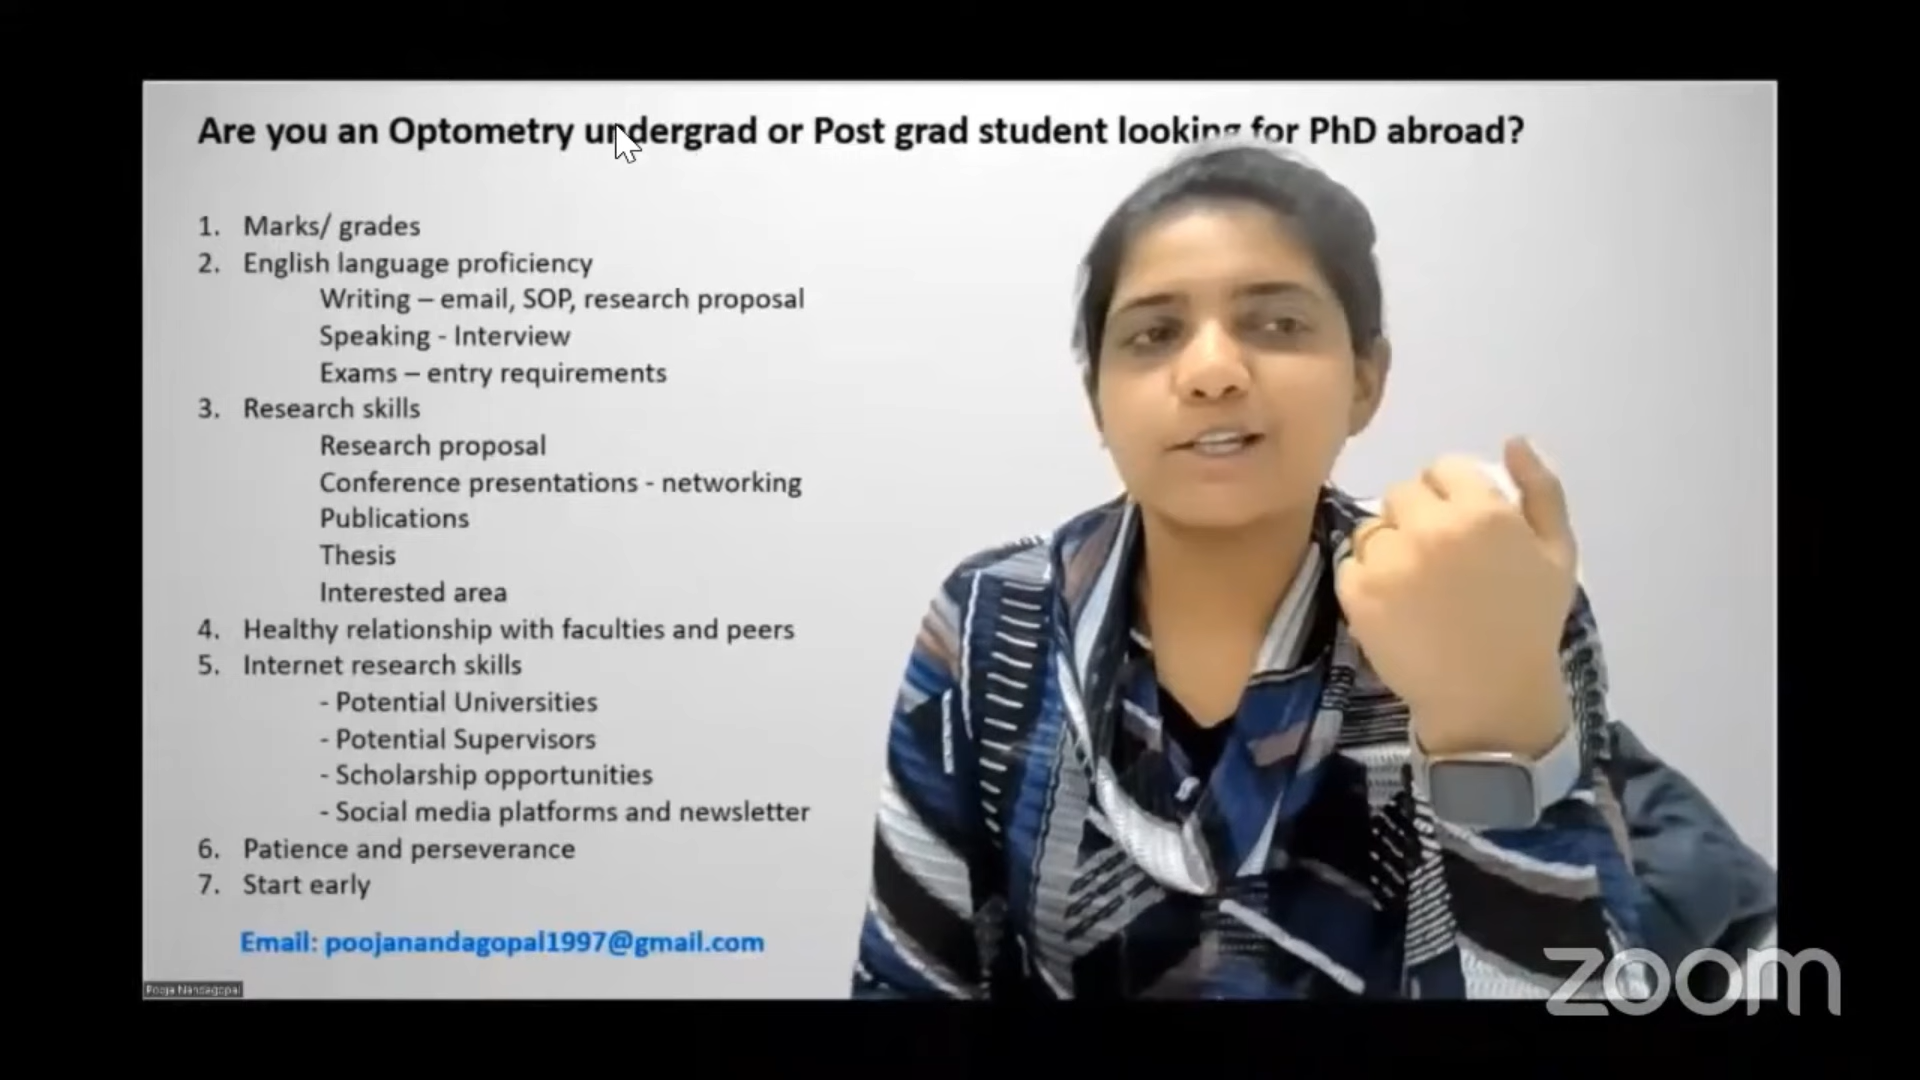 Are you an Optometry undergrad or Post grad student looking for PhD abroad?
1. Marks/ grades
2. English language proficiency
Writing – email, SOP, research proposal
Speaking - Interview
Exams – entry requirements
3. Research skills
Research proposal
Conference presentations - networking
Publications
Thesis
Interested area
4. Healthy relationship with faculties and peers
5. Internet research skills
- Potential Universities
- Potential Supervisors
- Scholarship opportunities
- Social media platforms and newsletter
6. Patience and perseverance
7. Start early
Email: poojanandagopal1997@gmail.com
Pooja Nandagopal
zoom